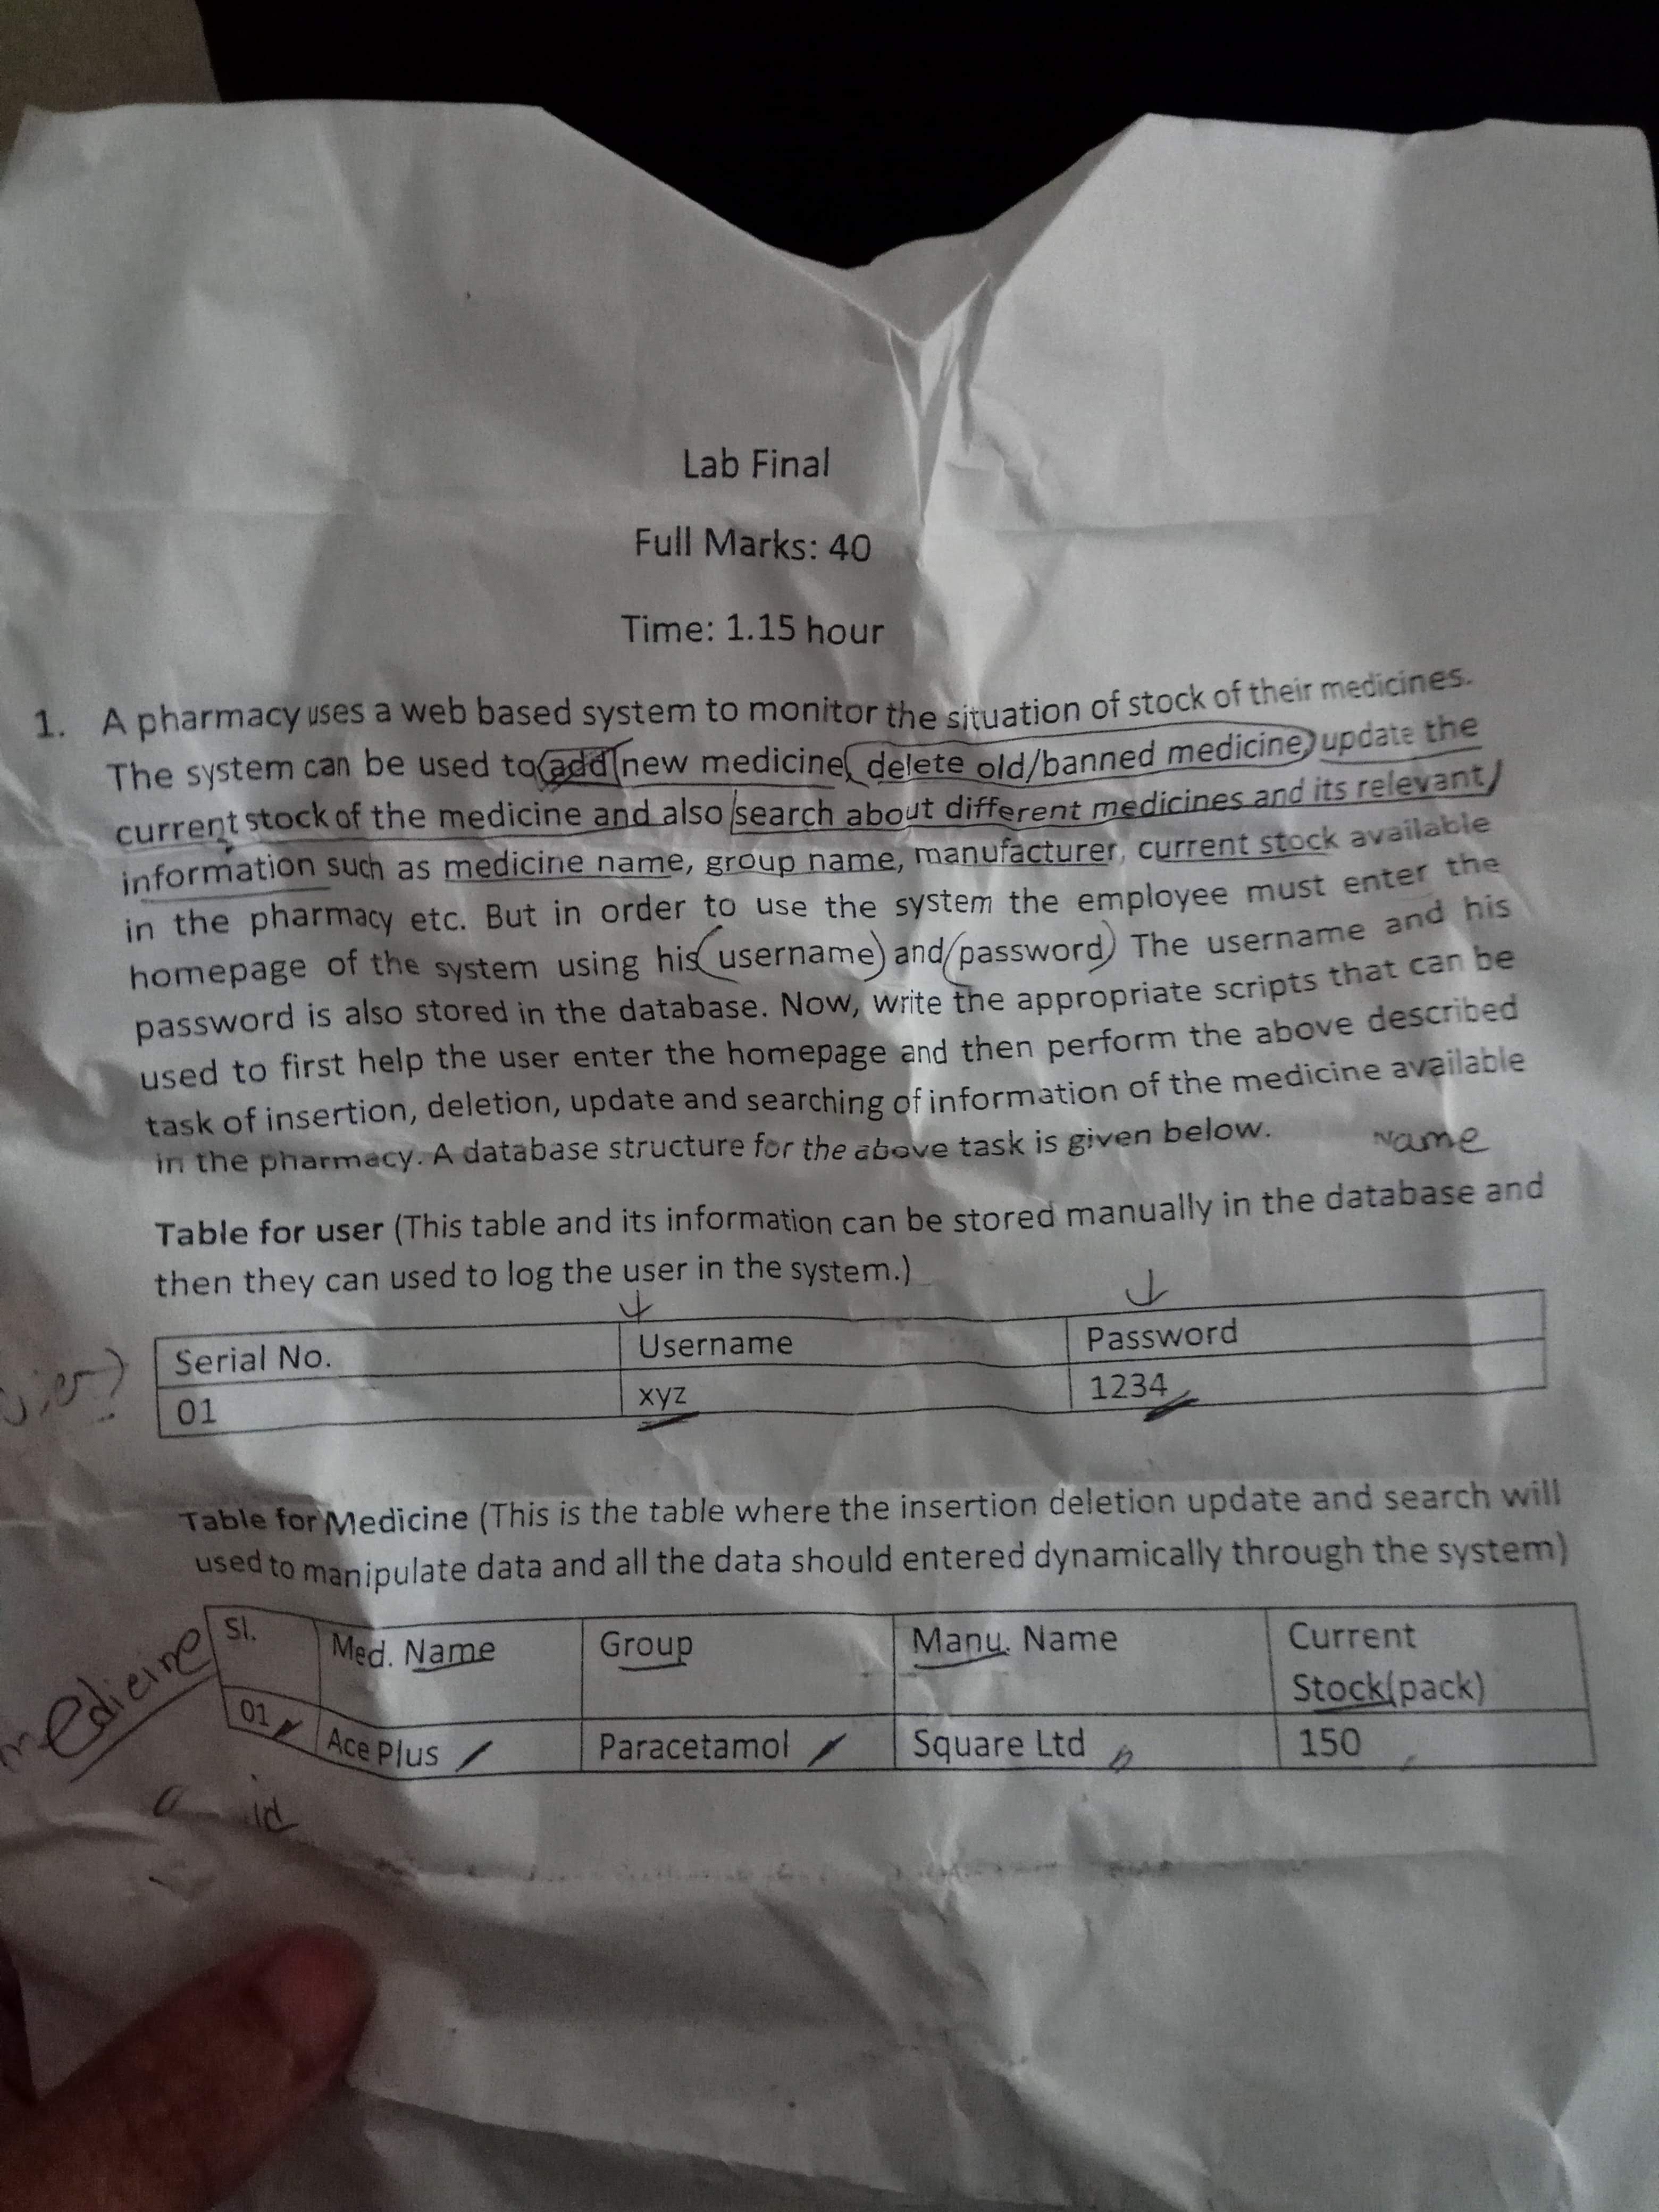 Lab Final
Full Marks: 40
Time: 1.15 hour
1. A pharmacy uses a web based system to monitor the situation of stock of their medicines.
The system can be used to add new medicine, delete old/banned medicine, update the
current stock of the medicine and also search about different medicines and its relevant
information such as medicine name, group name, manufacturer, current stock available
in the pharmacy etc. But in order to use the system the employee must enter the
homepage of the system using his username and password. The username and his
password is also stored in the database. Now, write the appropriate scripts that can be
used to first help the user enter the homepage and then perform the above described
task of insertion, deletion, update and searching of information of the medicine available
in the pharmacy. A database structure for the above task is given below.
Name
Table for user (This table and its information can be stored manually in the database and
then they can used to log the user in the system.)
Serial No. Username Password
01 xyz 1234
Table for Medicine (This is the table where the insertion deletion update and search will
used to manipulate data and all the data should entered dynamically through the system)
medicine
Sl. Med. Name Group Manu. Name Current
Stock(pack)
01 Ace Plus Paracetamol Square Ltd 150
id